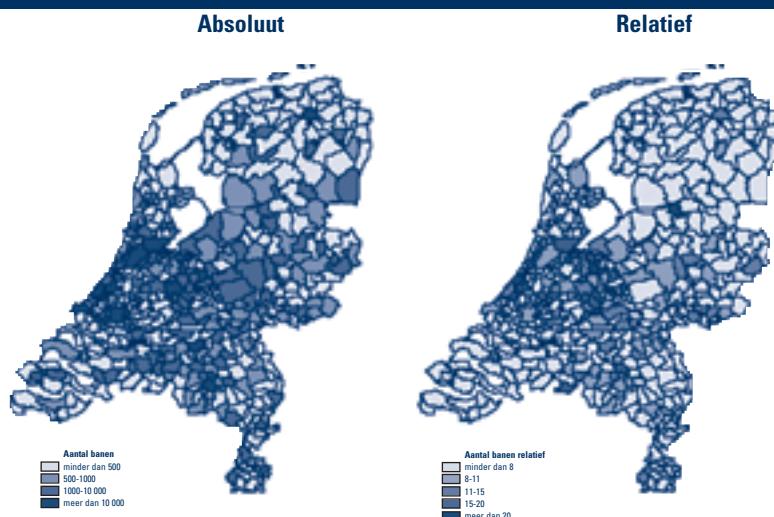 Absoluut
Relatief
Aantal banen
minder dan 500
500-1000
1000-10 000
meer dan 10 000
Aantal banen relatief
minder dan 8
8-11
11-15
15-20
meer dan 20